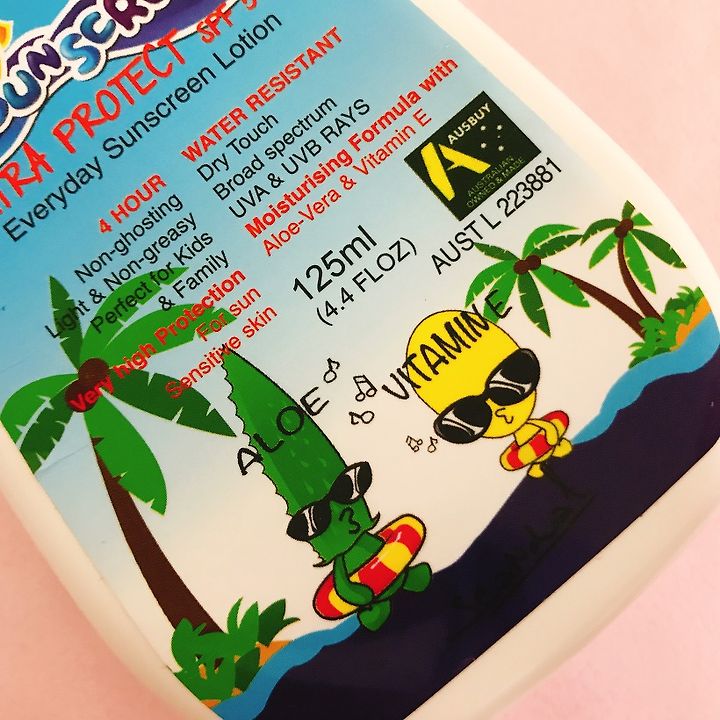 SUNSCR
TRA PROTECT SPF 5
Everyday Sunscreen Lotion
4 HOUR
Non-ghosting
Light & Non-greasy
Perfect for Kids
& Family
Very high Protection
For sun
Sensitive skin
WATER RESISTANT
Dry Touch
Broad spectrum
UVA & UVB RAYS
Moisturising Formula with
Aloe-Vera & Vitamin E
125ml
(4.4 FLOZ)
AUSBUY
AUSTRALIAN
OWNED & MADE
AUST L 223881
ALOE
VITAMIN E